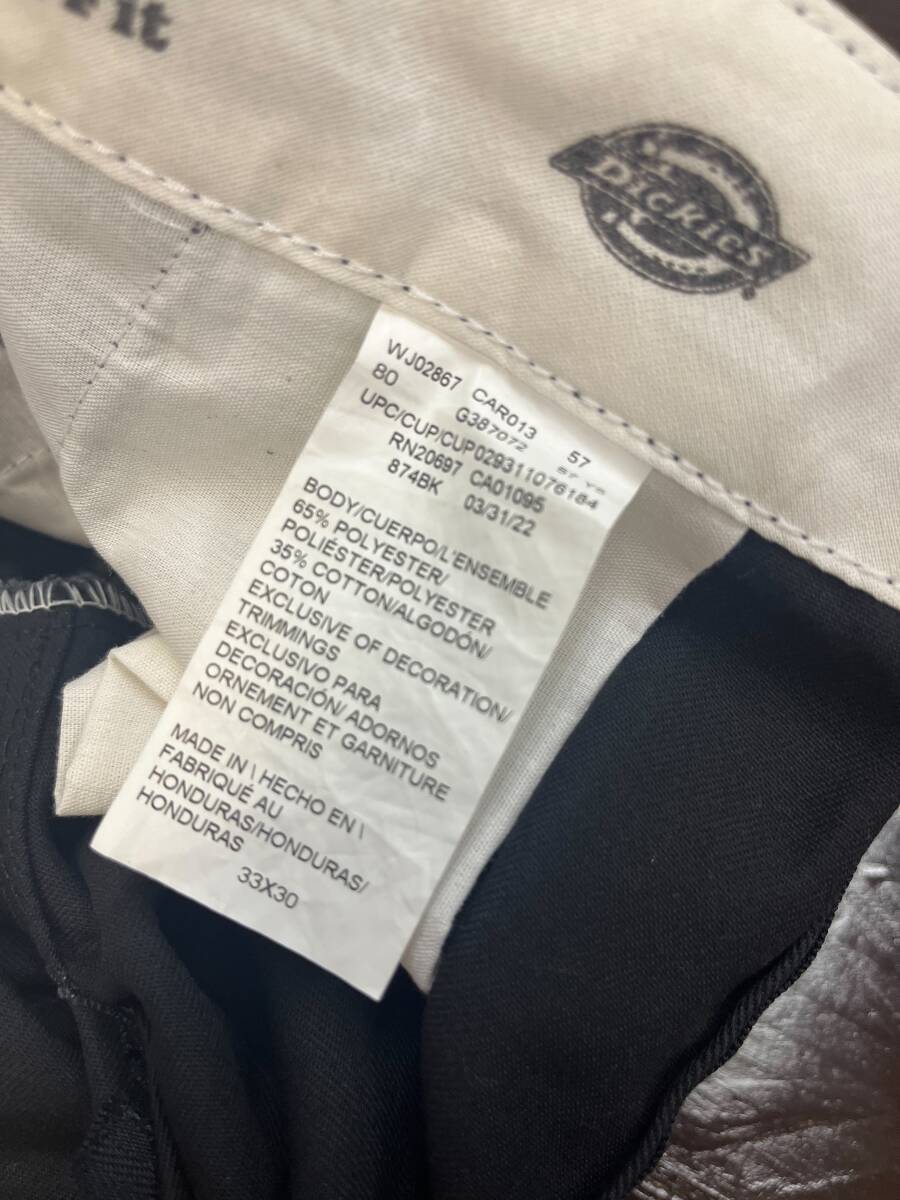 Fit
Dickies
®
WJ02867 CAR013 57
80 G387072
UPC/CUP/CUP029311076184
RN20697 CA01095
874BK 03/31/22
BODY/CUERPO/L'ENSEMBLE
65% POLYESTER/
POLIÉSTER/POLYESTER
35% COTTON/ALGODÓN/
COTON
EXCLUSIVE OF DECORATION/
TRIMMINGS
EXCLUSIVO PARA
DECORACIÓN/ ADORNOS
ORNEMENT ET GARNITURE
NON COMPRIS
MADE IN \ HECHO EN \
FABRIQUÉ AU
HONDURAS/HONDURAS/
HONDURAS
33X30